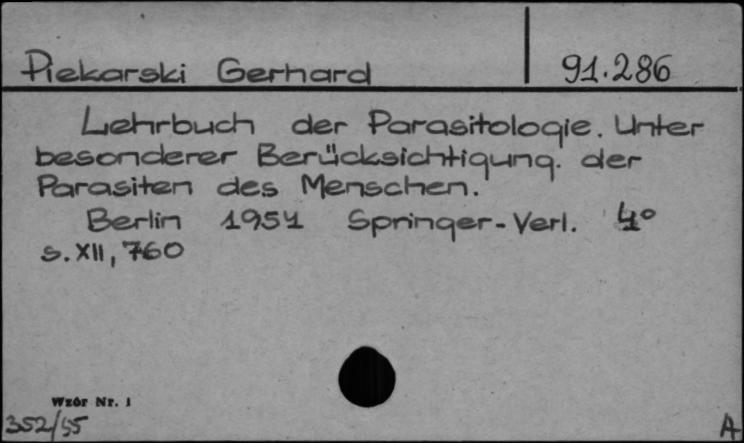 Piekarski Gerhard 91.286
Lehrbuch der Parasitologie. Unter
besonderer Berücksichtigung. der
Parasiten des Menschen.
Berlin 1954 Springer-Verl. 4°
s. XII, 760
Wzór Nr. 1
352/55
A